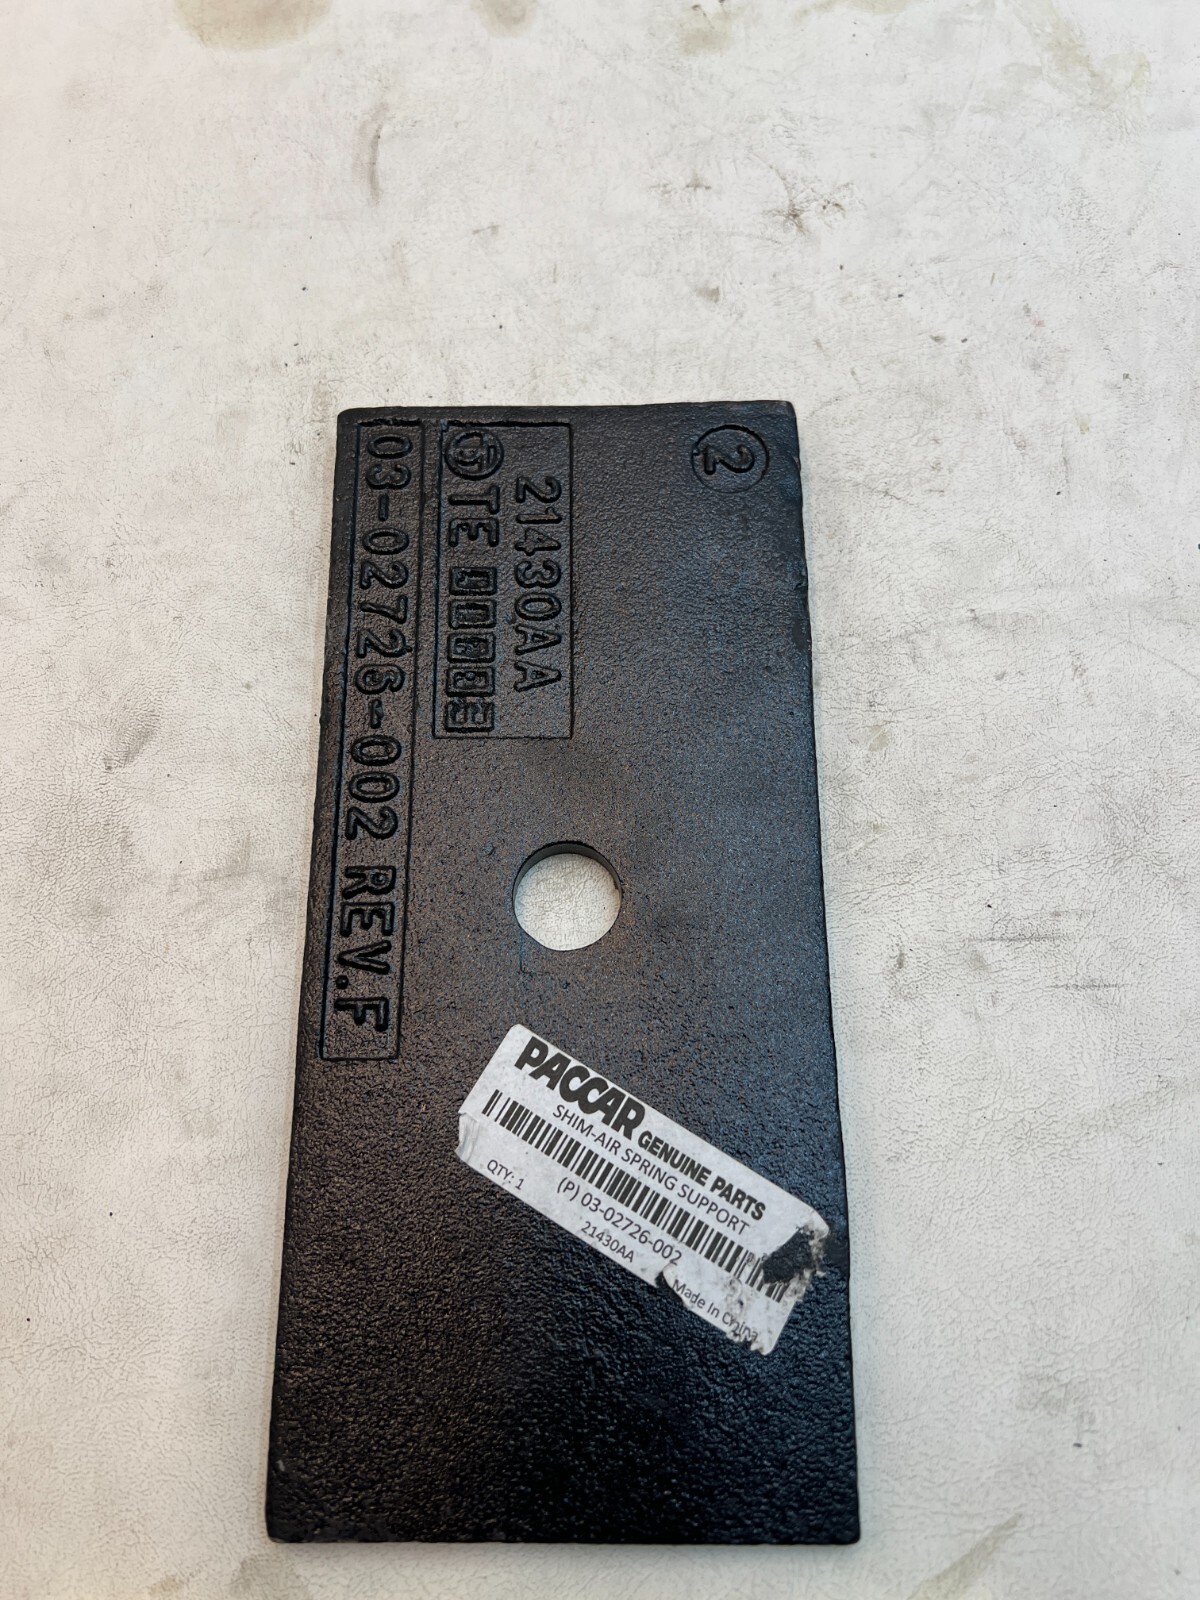 2
21430AA
TE
03-02726-002 REV.F
PACCAR GENUINE PARTS
SHIM-AIR SPRING SUPPORT
(P) 03-02726-002
QTY: 1
21430AA
Made In China